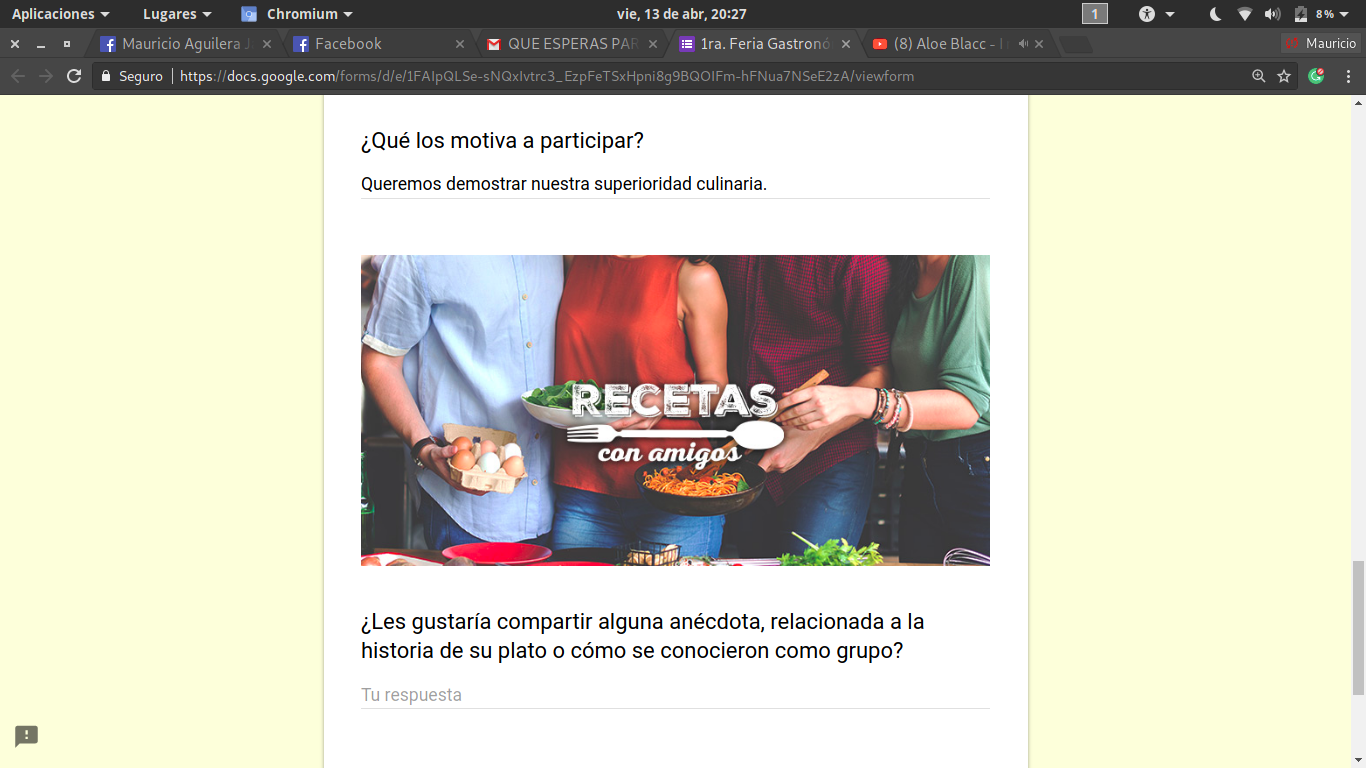 Aplicaciones
Lugares
Chromium
vie, 13 de abr, 20:27
1
8 %
Mauricio Aguilera J
Facebook
QUE ESPERAS PAR
1ra. Feria Gastronó
(8) Aloe Blacc - I
Mauricio
Seguro
https://docs.google.com/forms/d/e/1FAIpQLSe-sNQxIvtrc3_EzpFeTSxHpni8g9BQOIFm-hFNua7NSeE2zA/viewform
¿Qué los motiva a participar?
Queremos demostrar nuestra superioridad culinaria.
RECETAS
con amigos
¿Les gustaría compartir alguna anécdota, relacionada a la
historia de su plato o cómo se conocieron como grupo?
Tu respuesta